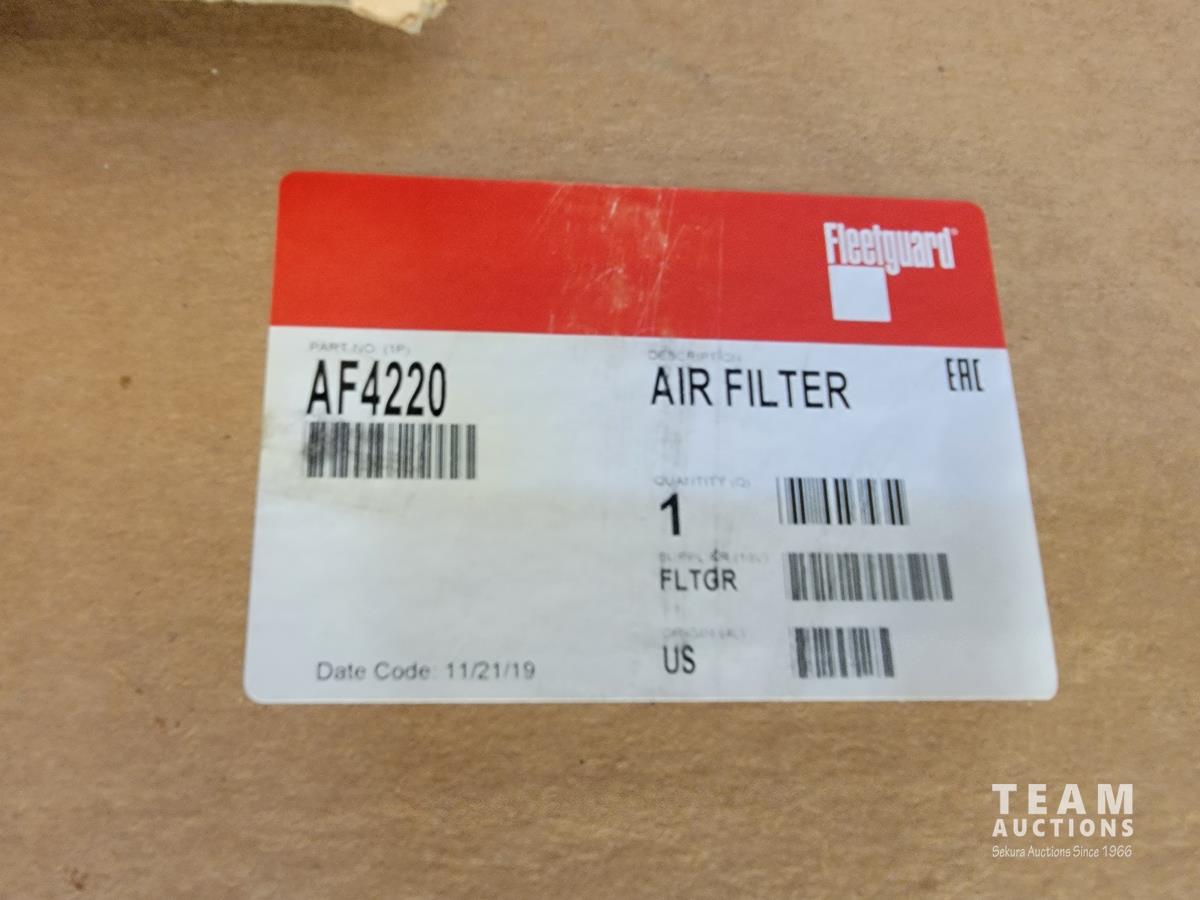 Fleetguard
PART NO. (1P)
AF4220
DESCRIPTION
AIR FILTER
EAC
QUANTITY (Q)
1
FLTGR
US
Date Code: 11/21/19
TEAM
AUCTIONS
Sekura Auctions Since 1966